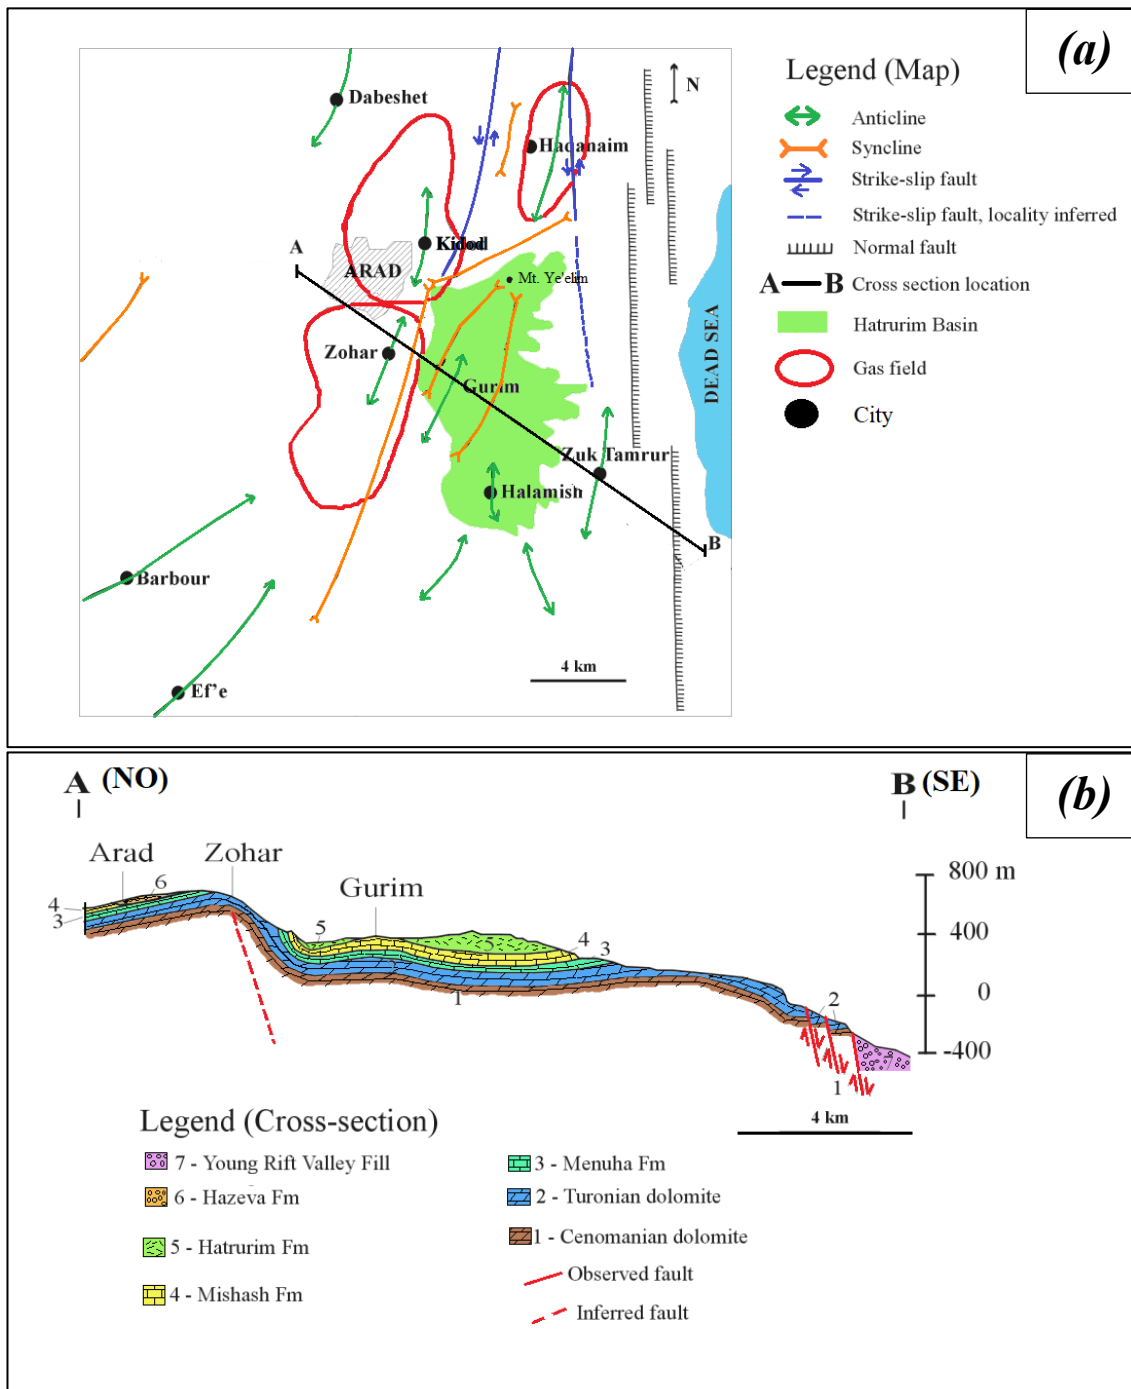 (a)
Legend (Map)
Anticline
Syncline
Strike-slip fault
Strike-slip fault, locality inferred
Normal fault
A B Cross section location
Hatrurim Basin
Gas field
City
N
Dabeshet
Haqanaim
Kidod
A
ARAD
Mt. Ye'elim
Zohar
Gurim
DEAD SEA
Zuk Tamrur
Halamish
B
Barbour
4 km
Ef'e
(b)
A (NO)
B (SE)
Arad
Zohar
Gurim
800 m
400
0
-400
6
4
3
5
5
4
3
1
2
7
1
4 km
Legend (Cross-section)
7 - Young Rift Valley Fill
6 - Hazeva Fm
5 - Hatrurim Fm
4 - Mishash Fm
3 - Menuha Fm
2 - Turonian dolomite
1 - Cenomanian dolomite
Observed fault
Inferred fault